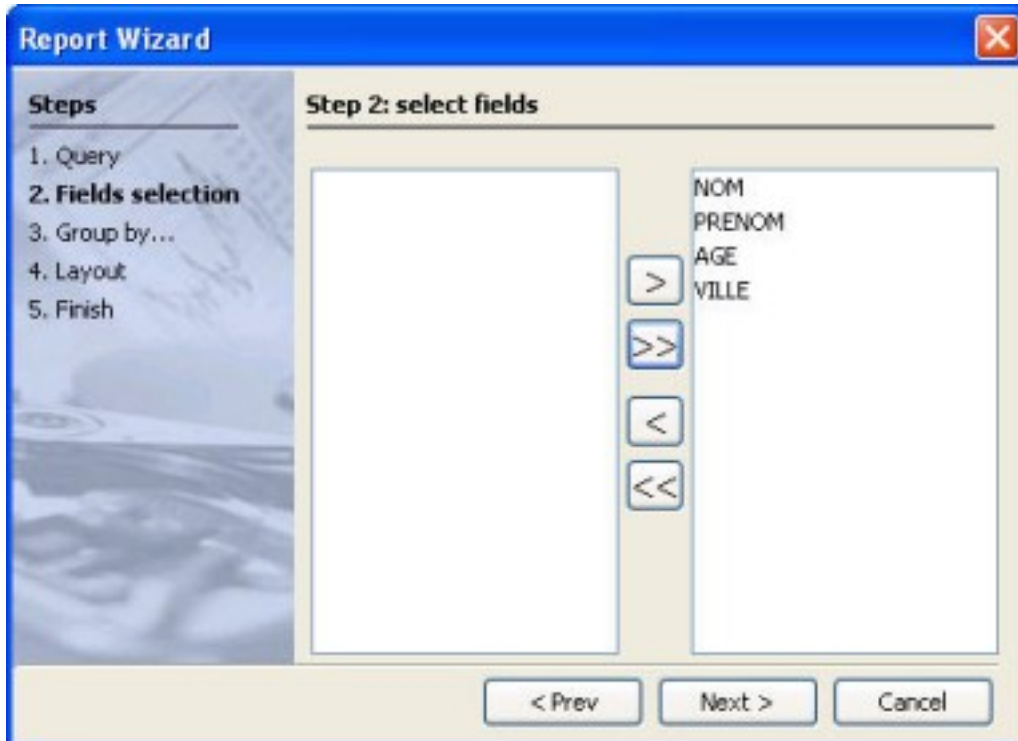 Report Wizard
Steps
1. Query
2. Fields selection
3. Group by...
4. Layout
5. Finish
Step 2: select fields
>
>>
<
<<
NOM
PRENOM
AGE
VILLE
< Prev
Next >
Cancel